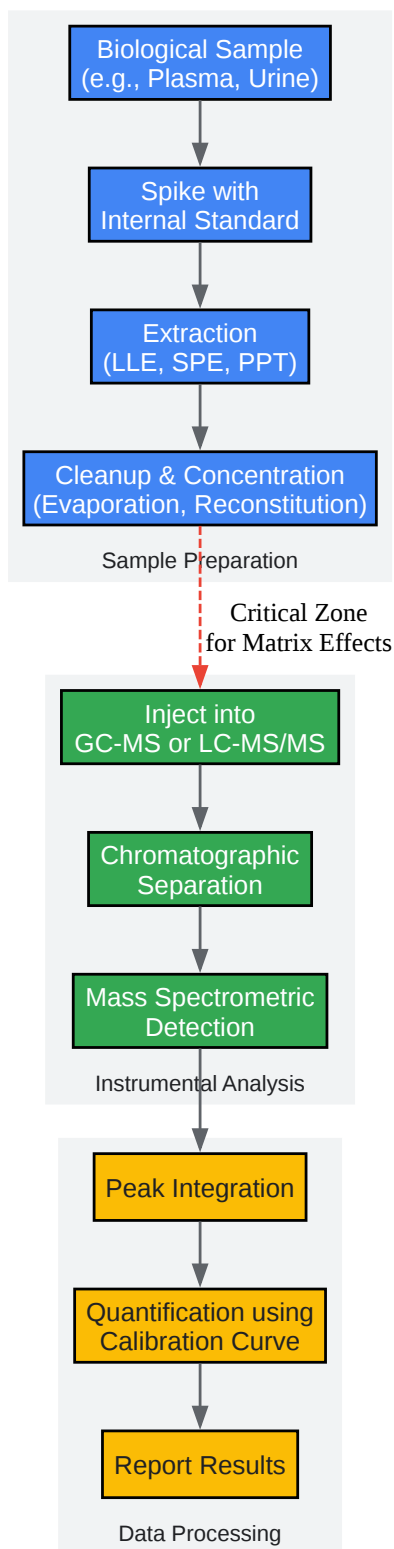 Biological Sample
(e.g., Plasma, Urine)
Spike with
Internal Standard
Extraction
(LLE, SPE, PPT)
Cleanup & Concentration
(Evaporation, Reconstitution)
Sample Preparation
Critical Zone
for Matrix Effects
Inject into
GC-MS or LC-MS/MS
Chromatographic
Separation
Mass Spectrometric
Detection
Instrumental Analysis
Peak Integration
Quantification using
Calibration Curve
Report Results
Data Processing